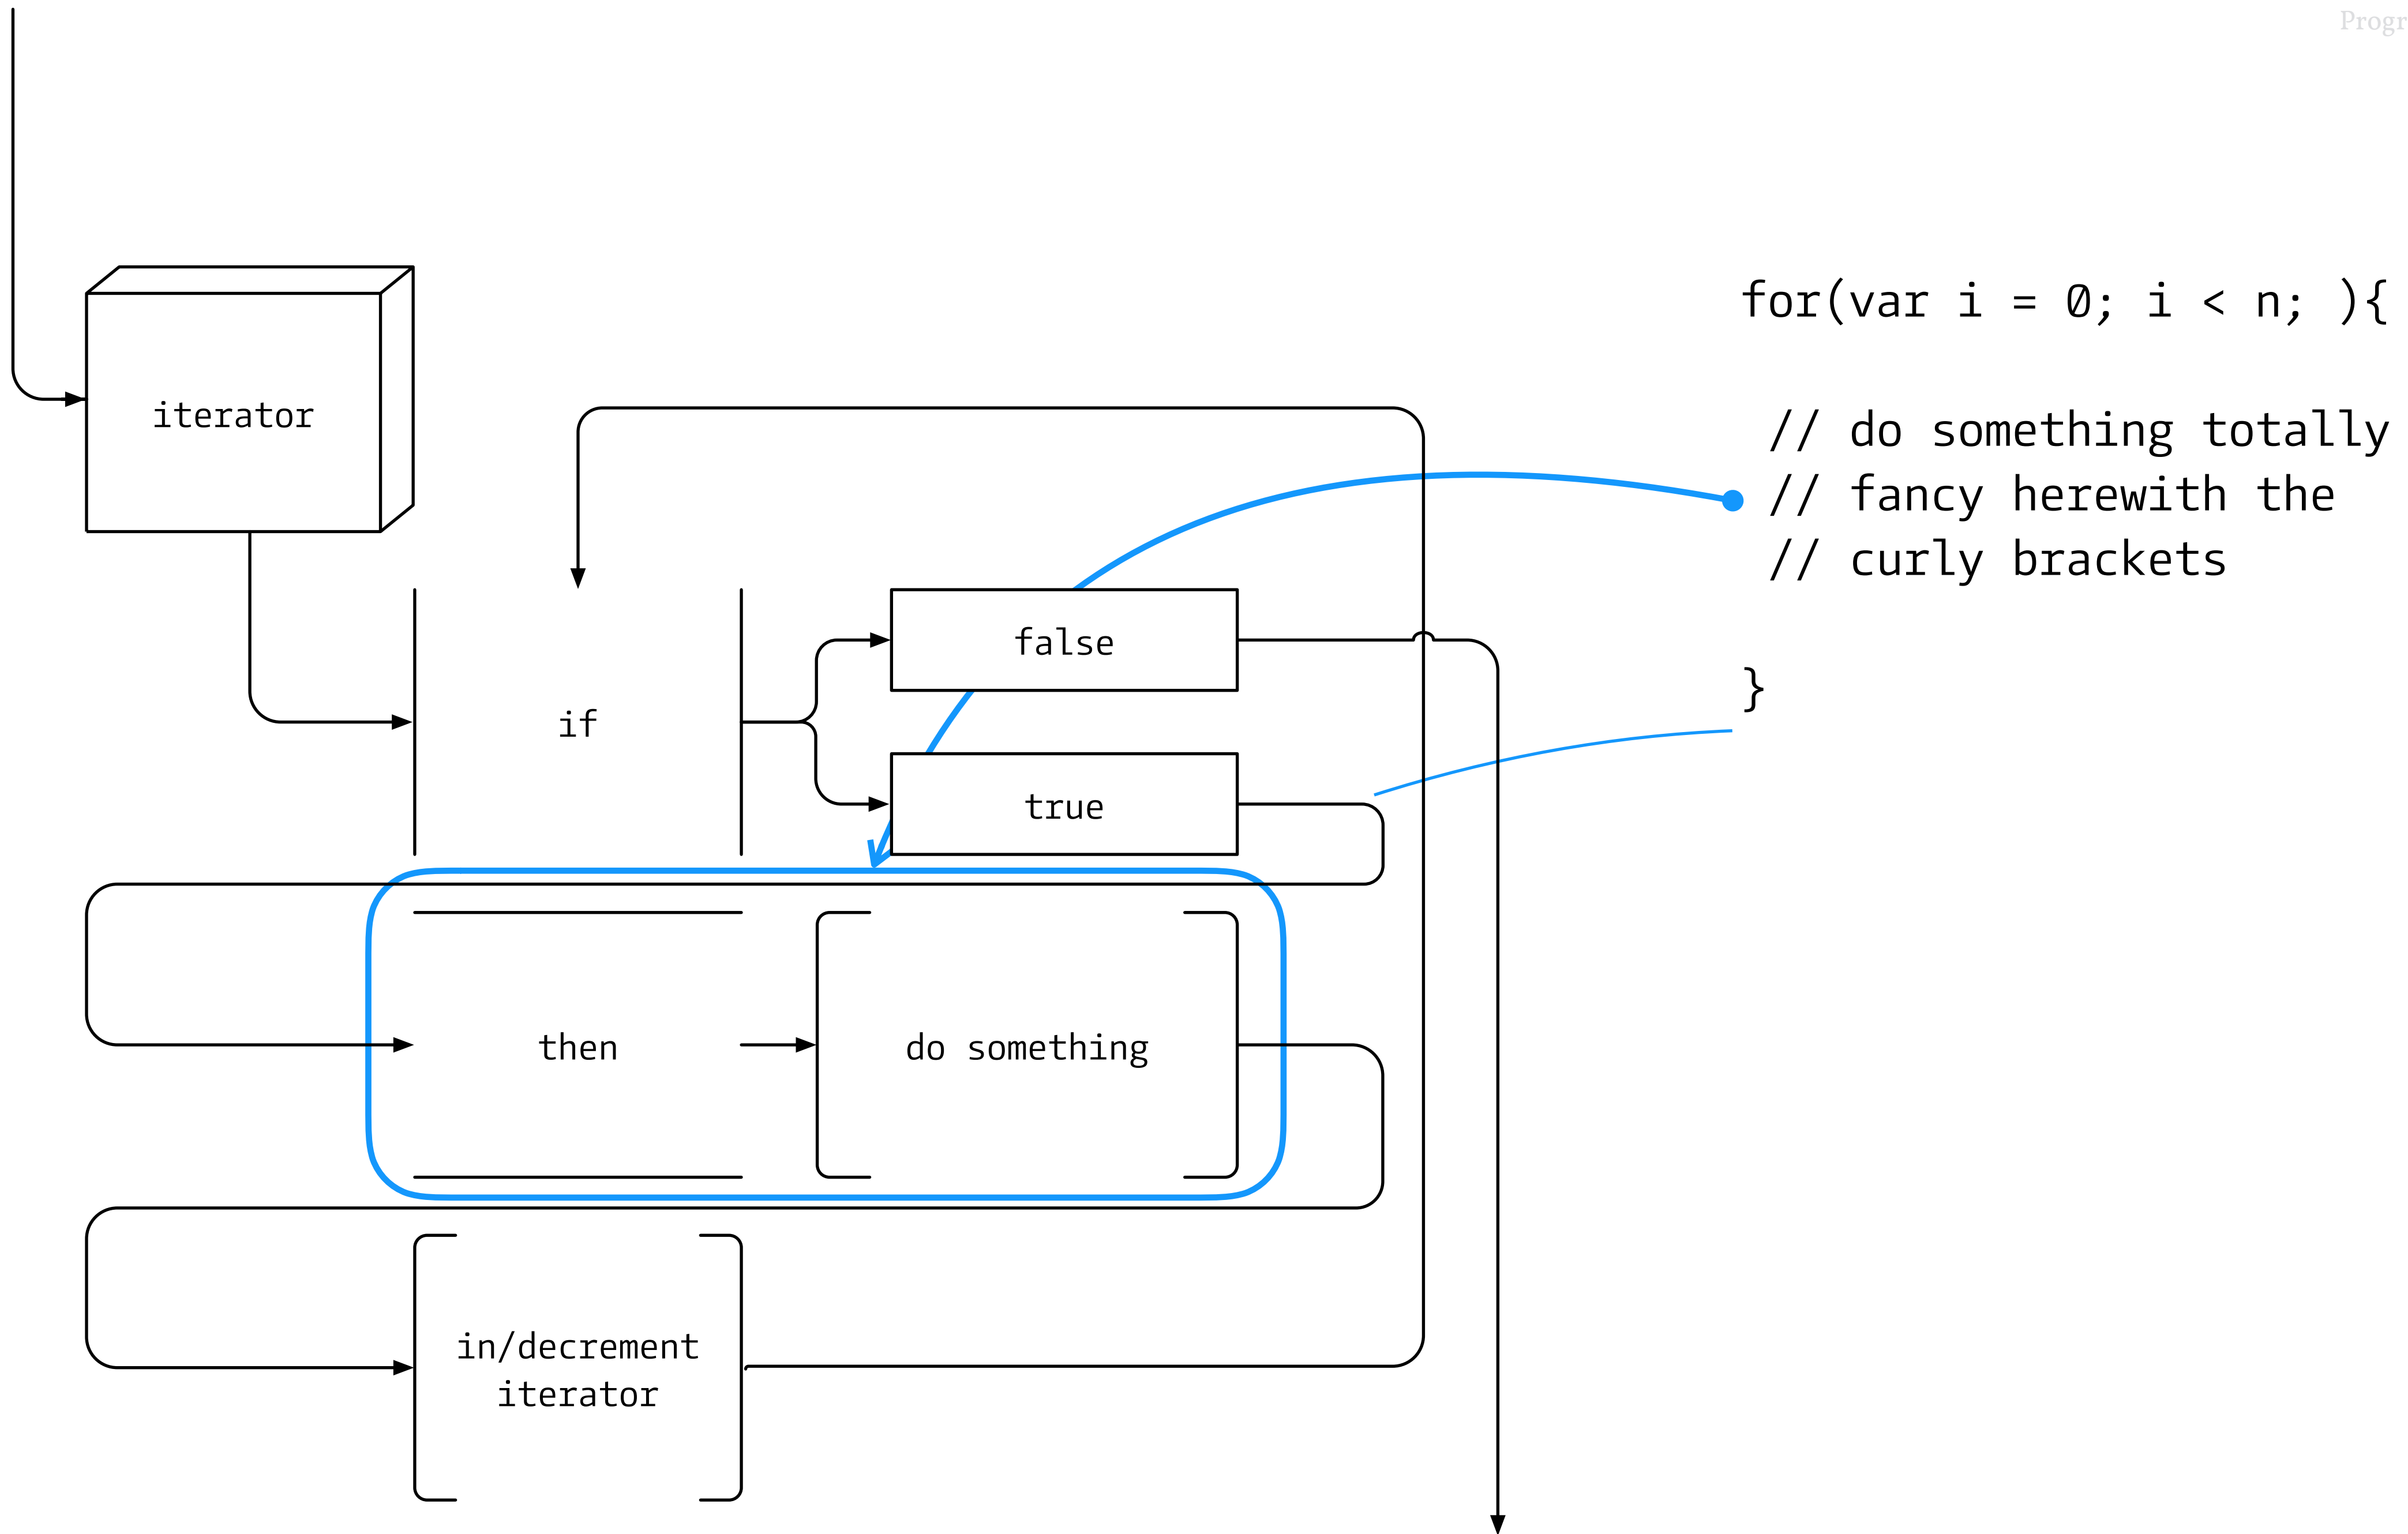 Progr
iterator
for(var i = 0; i < n; ){
// do something totally
// fancy herewith the
// curly brackets
}
if
false
true
then
do something
in/decrement
iterator